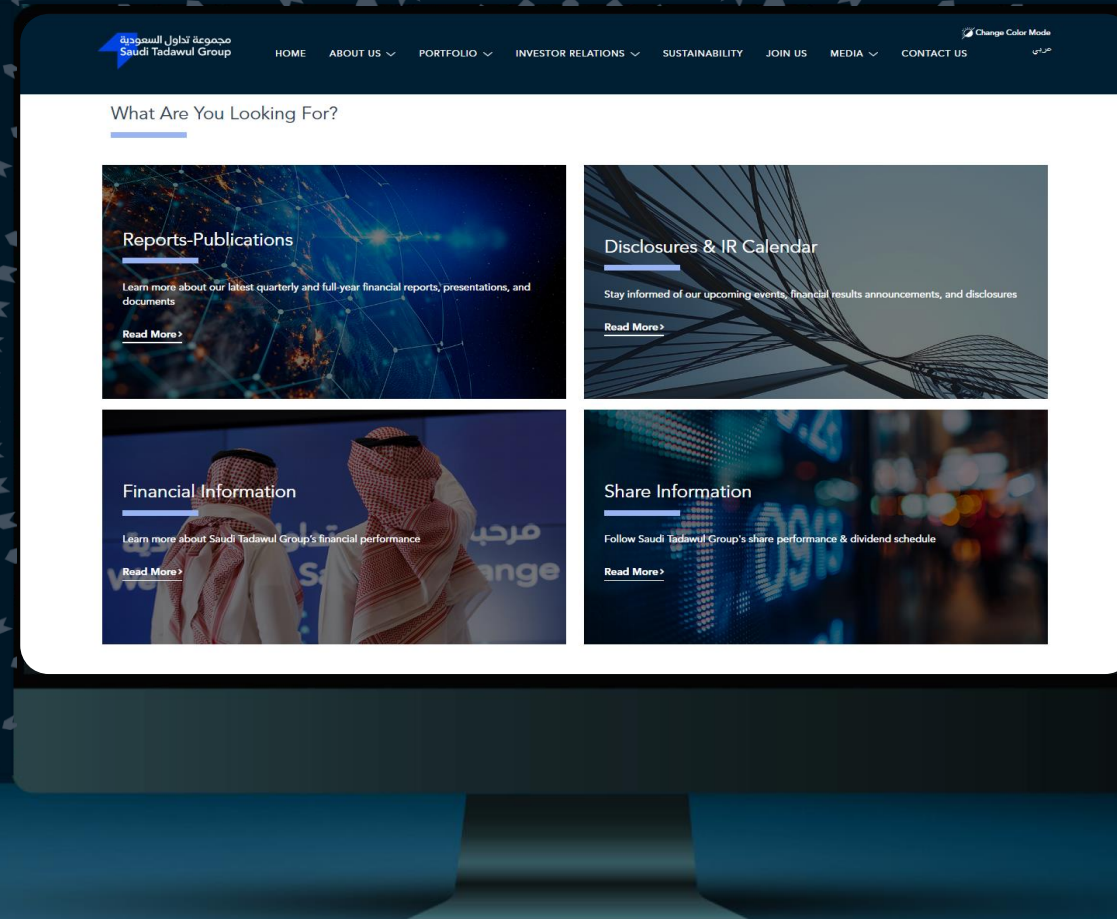 مجموعة تداول السعودية
Saudi Tadawul Group
HOME
ABOUT US
PORTFOLIO
INVESTOR RELATIONS
SUSTAINABILITY
JOIN US
MEDIA
CONTACT US
Change Color Mode
عربي
What Are You Looking For?
Reports-Publications
Learn more about our latest quarterly and full-year financial reports, presentations, and
documents
Read More>
Disclosures & IR Calendar
Stay informed of our upcoming events, financial results announcements, and disclosures
Read More>
Financial Information
Learn more about Saudi Tadawul Group's financial performance
Read More>
مرحب
ange
Share Information
Follow Saudi Tadawul Group's share performance & dividend schedule
Read More>